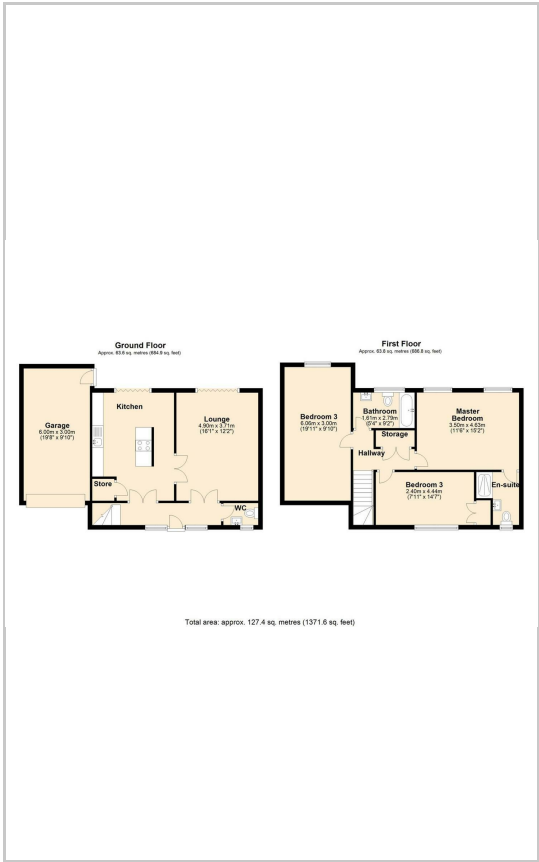 Ground Floor
Approx. 63.6 sq. metres (684.9 sq. feet)
Garage
6.00m x 3.00m
(19'8" x 9'10")
Kitchen
Lounge
4.90m x 3.71m
(16'1" x 12'2")
Store
WC
First Floor
Approx. 63.8 sq. metres (686.8 sq. feet)
Bedroom 3
6.06m x 3.00m
(19'11" x 9'10")
Bathroom
1.61m x 2.79m
(5'4" x 9'2")
Storage
Hallway
Master
Bedroom
3.50m x 4.63m
(11'6" x 15'2")
Bedroom 3
2.40m x 4.44m
(7'11" x 14'7")
En-suite
Total area: approx. 127.4 sq. metres (1371.6 sq. feet)